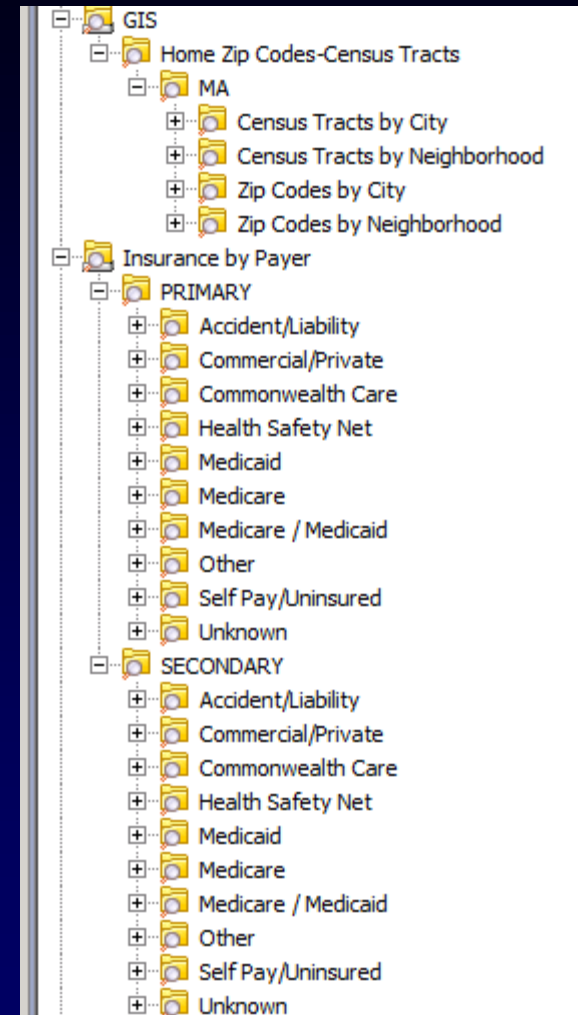 GIS
Home Zip Codes-Census Tracts
MA
Census Tracts by City
Census Tracts by Neighborhood
Zip Codes by City
Zip Codes by Neighborhood
Insurance by Payer
PRIMARY
Accident/Liability
Commercial/Private
Commonwealth Care
Health Safety Net
Medicaid
Medicare
Medicare / Medicaid
Other
Self Pay/Uninsured
Unknown
SECONDARY
Accident/Liability
Commercial/Private
Commonwealth Care
Health Safety Net
Medicaid
Medicare
Medicare / Medicaid
Other
Self Pay/Uninsured
Unknown